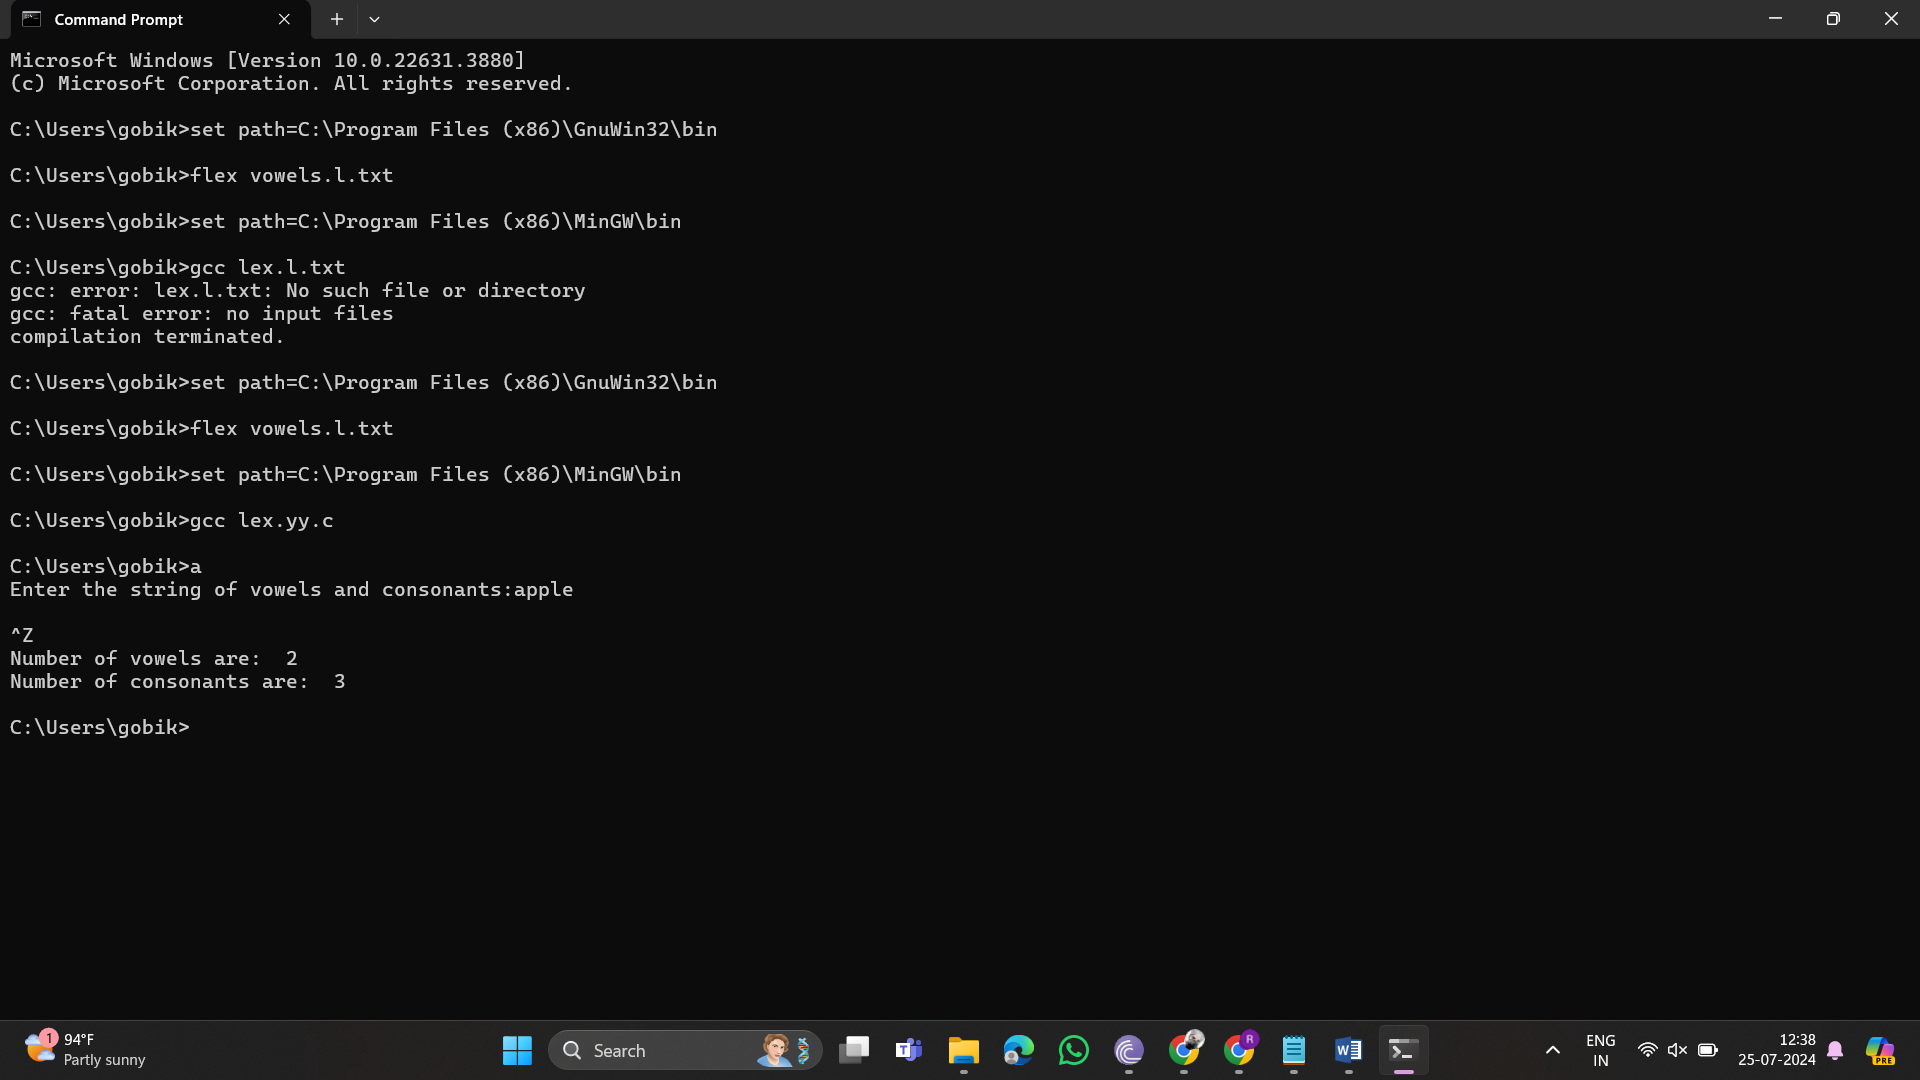 Command Prompt
Microsoft Windows [Version 10.0.22631.3880]
(c) Microsoft Corporation. All rights reserved.
C:\Users\gobik>set path=C:\Program Files (x86)\GnuWin32\bin
C:\Users\gobik>flex vowels.l.txt
C:\Users\gobik>set path=C:\Program Files (x86)\MinGW\bin
C:\Users\gobik>gcc lex.l.txt
gcc: error: lex.l.txt: No such file or directory
gcc: fatal error: no input files
compilation terminated.
C:\Users\gobik>set path=C:\Program Files (x86)\GnuWin32\bin
C:\Users\gobik>flex vowels.l.txt
C:\Users\gobik>set path=C:\Program Files (x86)\MinGW\bin
C:\Users\gobik>gcc lex.yy.c
C:\Users\gobik>a
Enter the string of vowels and consonants:apple
^Z
Number of vowels are:  2
Number of consonants are:  3
C:\Users\gobik>
1
94°F
Partly sunny
Search
T
R
W
PRE
ENG
IN
12:38
25-07-2024